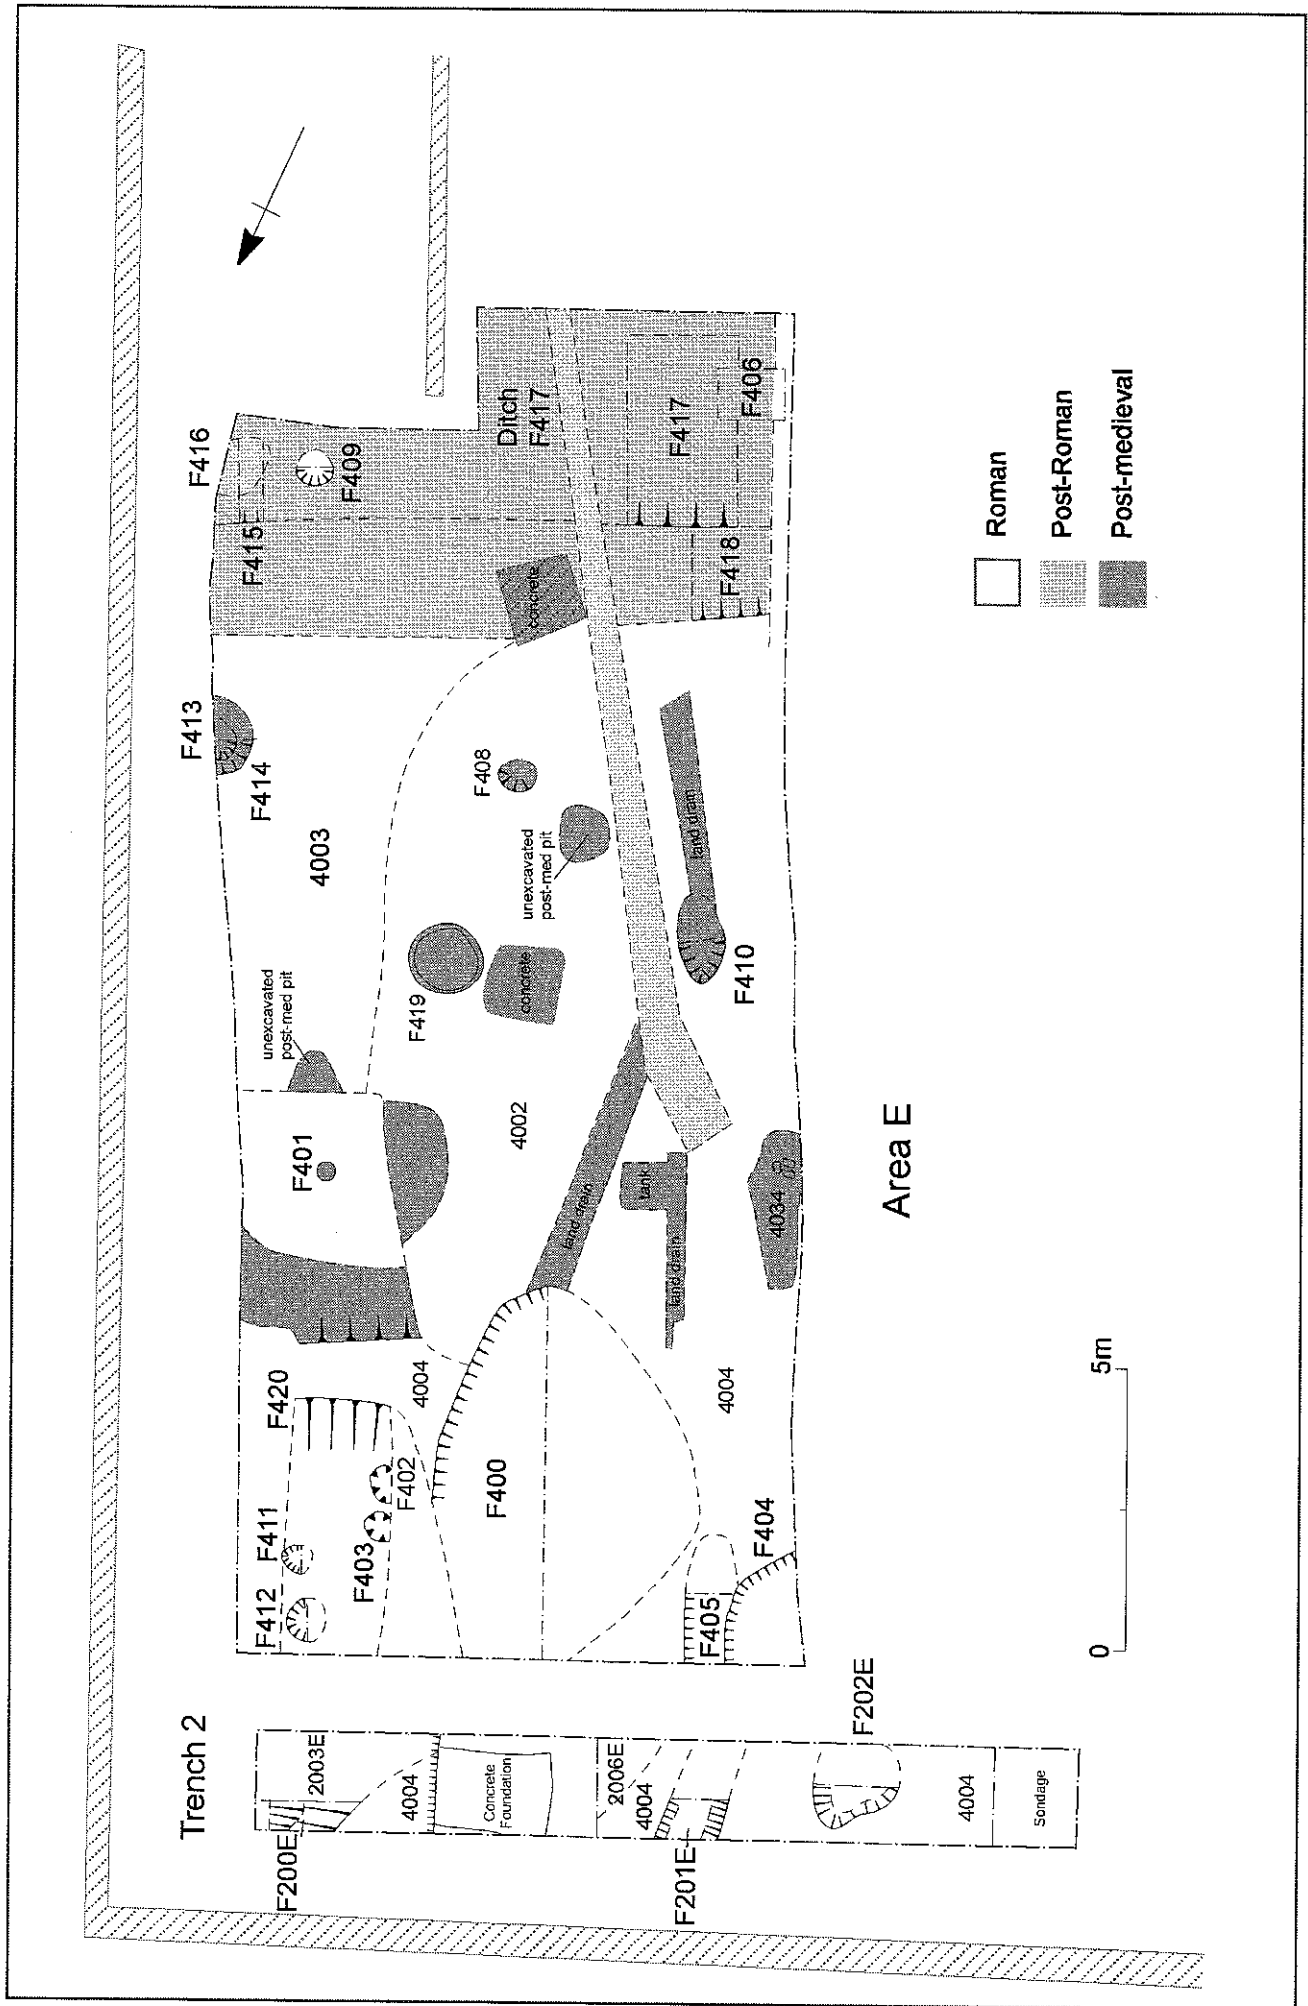 Trench 2
F200E
2003E
4004
Concrete
Foundation
2006E
4004
F201E
F202E
4004
Sondage
F412
F411
F420
F403
F402
4004
F400
F405
F404
4004
F401
unexcavated
post-med pit
4002
land drain
tank
land drain
4034
F419
concrete
F410
land drain
unexcavated
post-med pit
F408
4003
F413
F414
concrete
F415
F416
F409
Ditch
F417
F417
F418
F406
Area E
0
5m
Roman
Post-Roman
Post-medieval